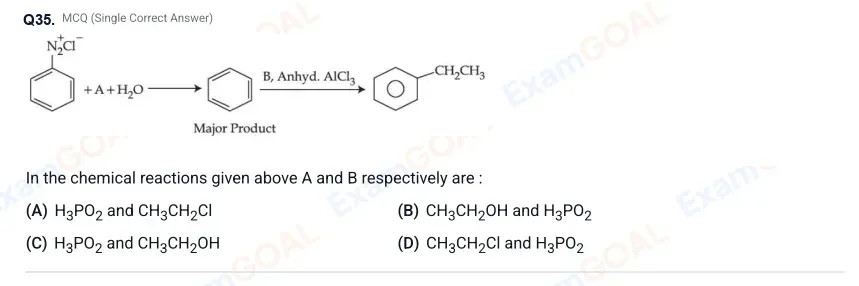 Q35. MCQ (Single Correct Answer)
N₂⁺Cl⁻
+A+H₂O
B, Anhyd. AlCl₃
CH₂CH₃
Major Product
In the chemical reactions given above A and B respectively are :
(A) H₃PO₂ and CH₃CH₂Cl
(B) CH₃CH₂OH and H₃PO₂
(C) H₃PO₂ and CH₃CH₂OH
(D) CH₃CH₂Cl and H₃PO₂
ExamGOAL